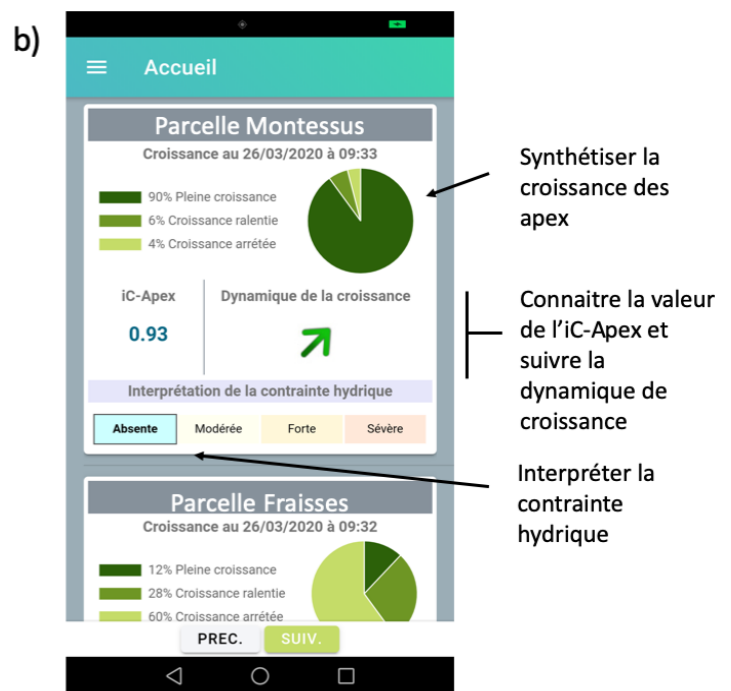 b)
Accueil
Parcelle Montessus
Croissance au 26/03/2020 à 09:33
90% Pleine croissance
6% Croissance ralentie
4% Croissance arrétée
iC-Apex
Dynamique de la croissance
0.93
Interprétation de la contrainte hydrique
Absente
Modérée
Forte
Sévère
Parcelle Fraisses
Croissance au 26/03/2020 à 09:32
12% Pleine croissance
28% Croissance ralentie
60% Croissance arrétée
PREC.
SUIV.
Synthétiser la
croissance des
apex
Connaitre la valeur
de l’iC-Apex et
suivre la
dynamique de
croissance
Interpréter la
contrainte
hydrique